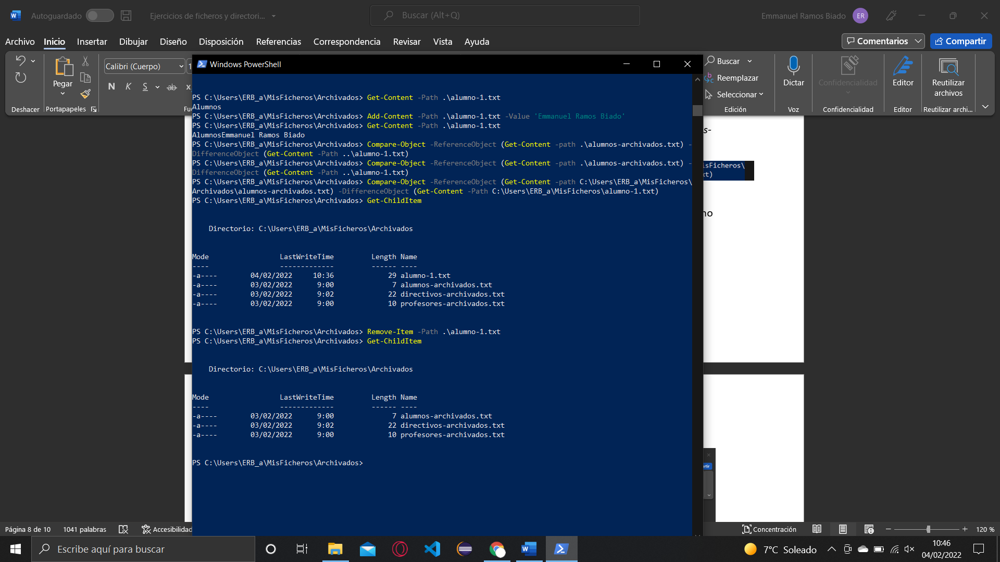 Autoguardado
Ejercicios de ficheros y directori...
Buscar (Alt+Q)
Emmanuel Ramos Biado
ER
Archivo
Inicio
Insertar
Dibujar
Diseño
Disposición
Referencias
Correspondencia
Revisar
Vista
Ayuda
Comentarios
Compartir
Deshacer
Pegar
Portapapeles
Calibri (Cuerpo)
N K S ab
Windows PowerShell
PS C:\Users\ERB_a\MisFicheros\Archivados> Get-Content -Path .\alumno-1.txt
Alumnos
PS C:\Users\ERB_a\MisFicheros\Archivados> Add-Content -Path .\alumno-1.txt -Value 'Emmanuel Ramos Biado'
PS C:\Users\ERB_a\MisFicheros\Archivados> Get-Content -Path .\alumno-1.txt
AlumnosEmmanuel Ramos Biado
PS C:\Users\ERB_a\MisFicheros\Archivados> Compare-Object -ReferenceObject (Get-Content -path .\alumnos-archivados.txt) -
DifferenceObject (Get-Content -Path ..\alumno-1.txt)
PS C:\Users\ERB_a\MisFicheros\Archivados> Compare-Object -ReferenceObject (Get-Content -path .\alumnos-archivados.txt) -
DifferenceObject (Get-Content -Path ..\alumno-1.txt)
PS C:\Users\ERB_a\MisFicheros\Archivados> Compare-Object -ReferenceObject (Get-Content -path C:\Users\ERB_a\MisFicheros\
Archivados\alumnos-archivados.txt) -DifferenceObject (Get-Content -Path C:\Users\ERB_a\MisFicheros\alumno-1.txt)
PS C:\Users\ERB_a\MisFicheros\Archivados> Get-ChildItem
Directorio: C:\Users\ERB_a\MisFicheros\Archivados
Mode LastWriteTime Length Name
---- ------------- ------ ----
-a---- 04/02/2022 10:36 29 alumno-1.txt
-a---- 03/02/2022 9:00 7 alumnos-archivados.txt
-a---- 03/02/2022 9:02 22 directivos-archivados.txt
-a---- 03/02/2022 9:00 10 profesores-archivados.txt
PS C:\Users\ERB_a\MisFicheros\Archivados> Remove-Item -Path .\alumno-1.txt
PS C:\Users\ERB_a\MisFicheros\Archivados> Get-ChildItem
Directorio: C:\Users\ERB_a\MisFicheros\Archivados
Mode LastWriteTime Length Name
---- ------------- ------ ----
-a---- 03/02/2022 9:00 7 alumnos-archivados.txt
-a---- 03/02/2022 9:02 22 directivos-archivados.txt
-a---- 03/02/2022 9:00 10 profesores-archivados.txt
PS C:\Users\ERB_a\MisFicheros\Archivados>
Buscar
Reemplazar
Seleccionar
Edición
Dictar
Voz
Confidencialidad
Confidencialidad
Editor
Editor
Reutilizar
archivos
Reutilizar archi...
s-
isFicheros\
xt)
no
rtir
Página 8 de 10
1041 palabras
Accesibilidad
Concentración
120 %
Escribe aquí para buscar
7°C Soleado
10:46
04/02/2022